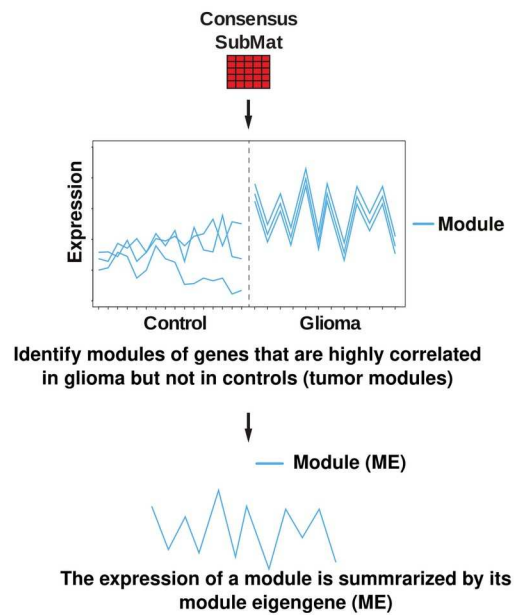 Consensus
SubMat
Expression
Module
Control
Glioma
Identify modules of genes that are highly correlated
in glioma but not in controls (tumor modules)
Module (ME)
The expression of a module is summrarized by its
module eigengene (ME)